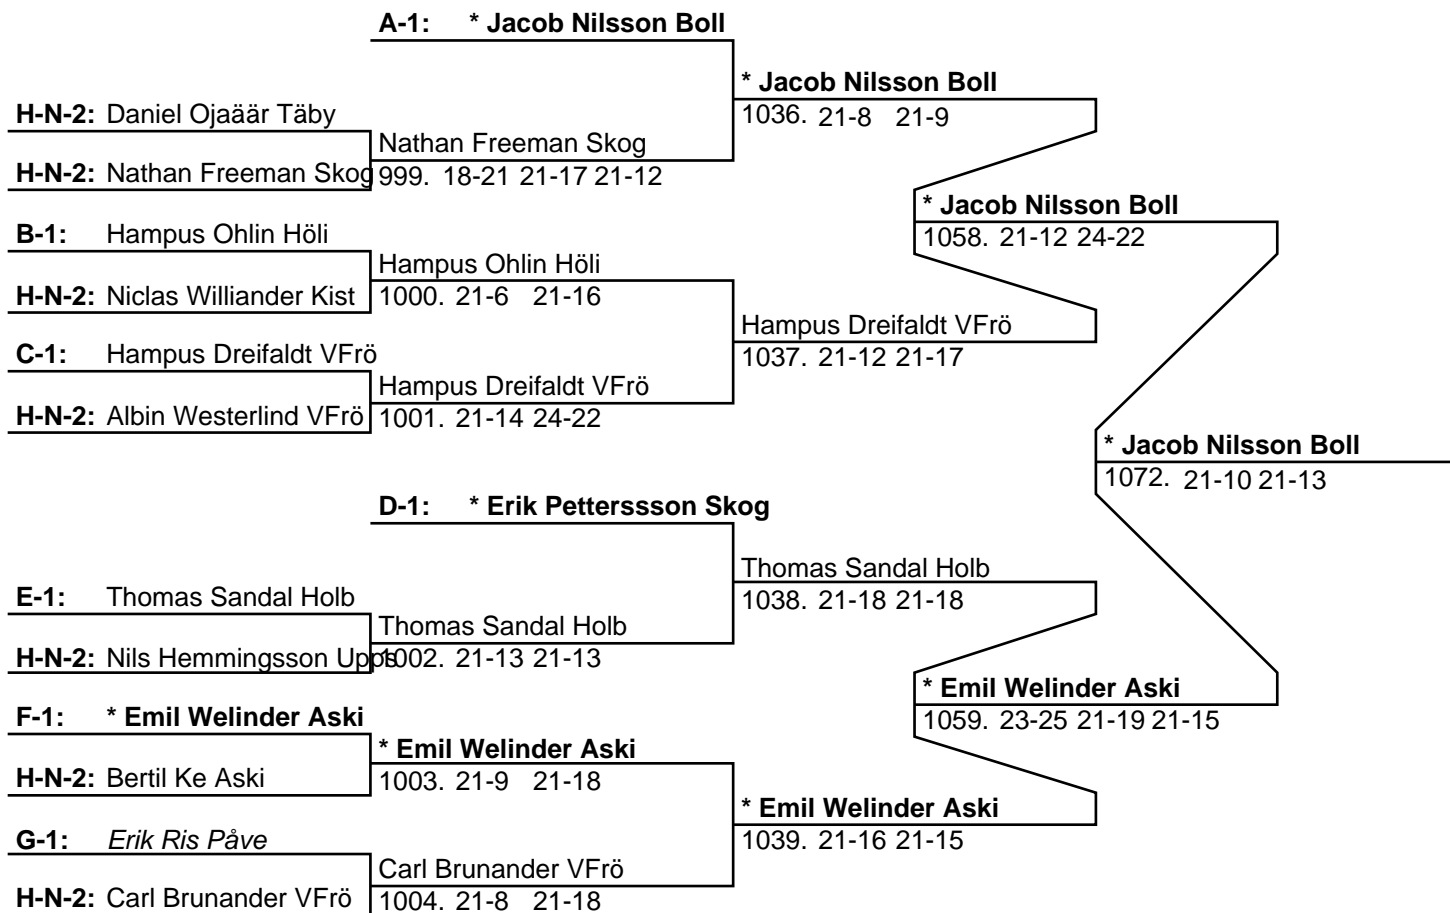 A-1: * Jacob Nilsson Boll
* Jacob Nilsson Boll
H-N-2: Daniel Ojaäär Täby
1036. 21-8 21-9
Nathan Freeman Skog
H-N-2: Nathan Freeman Skog
999. 18-21 21-17 21-12
* Jacob Nilsson Boll
B-1: Hampus Ohlin Höli
1058. 21-12 24-22
Hampus Ohlin Höli
H-N-2: Niclas Williander Kist
1000. 21-6 21-16
Hampus Dreifaldt VFrö
C-1: Hampus Dreifaldt VFrö
1037. 21-12 21-17
Hampus Dreifaldt VFrö
H-N-2: Albin Westerlind VFrö
1001. 21-14 24-22
* Jacob Nilsson Boll
1072. 21-10 21-13
D-1: * Erik Petterssson Skog
Thomas Sandal Holb
E-1: Thomas Sandal Holb
1038. 21-18 21-18
Thomas Sandal Holb
H-N-2: Nils Hemmingsson Upps
1002. 21-13 21-13
* Emil Welinder Aski
F-1: * Emil Welinder Aski
1059. 23-25 21-19 21-15
* Emil Welinder Aski
H-N-2: Bertil Ke Aski
1003. 21-9 21-18
* Emil Welinder Aski
G-1: Erik Ris Påve
1039. 21-16 21-15
Carl Brunander VFrö
H-N-2: Carl Brunander VFrö
1004. 21-8 21-18